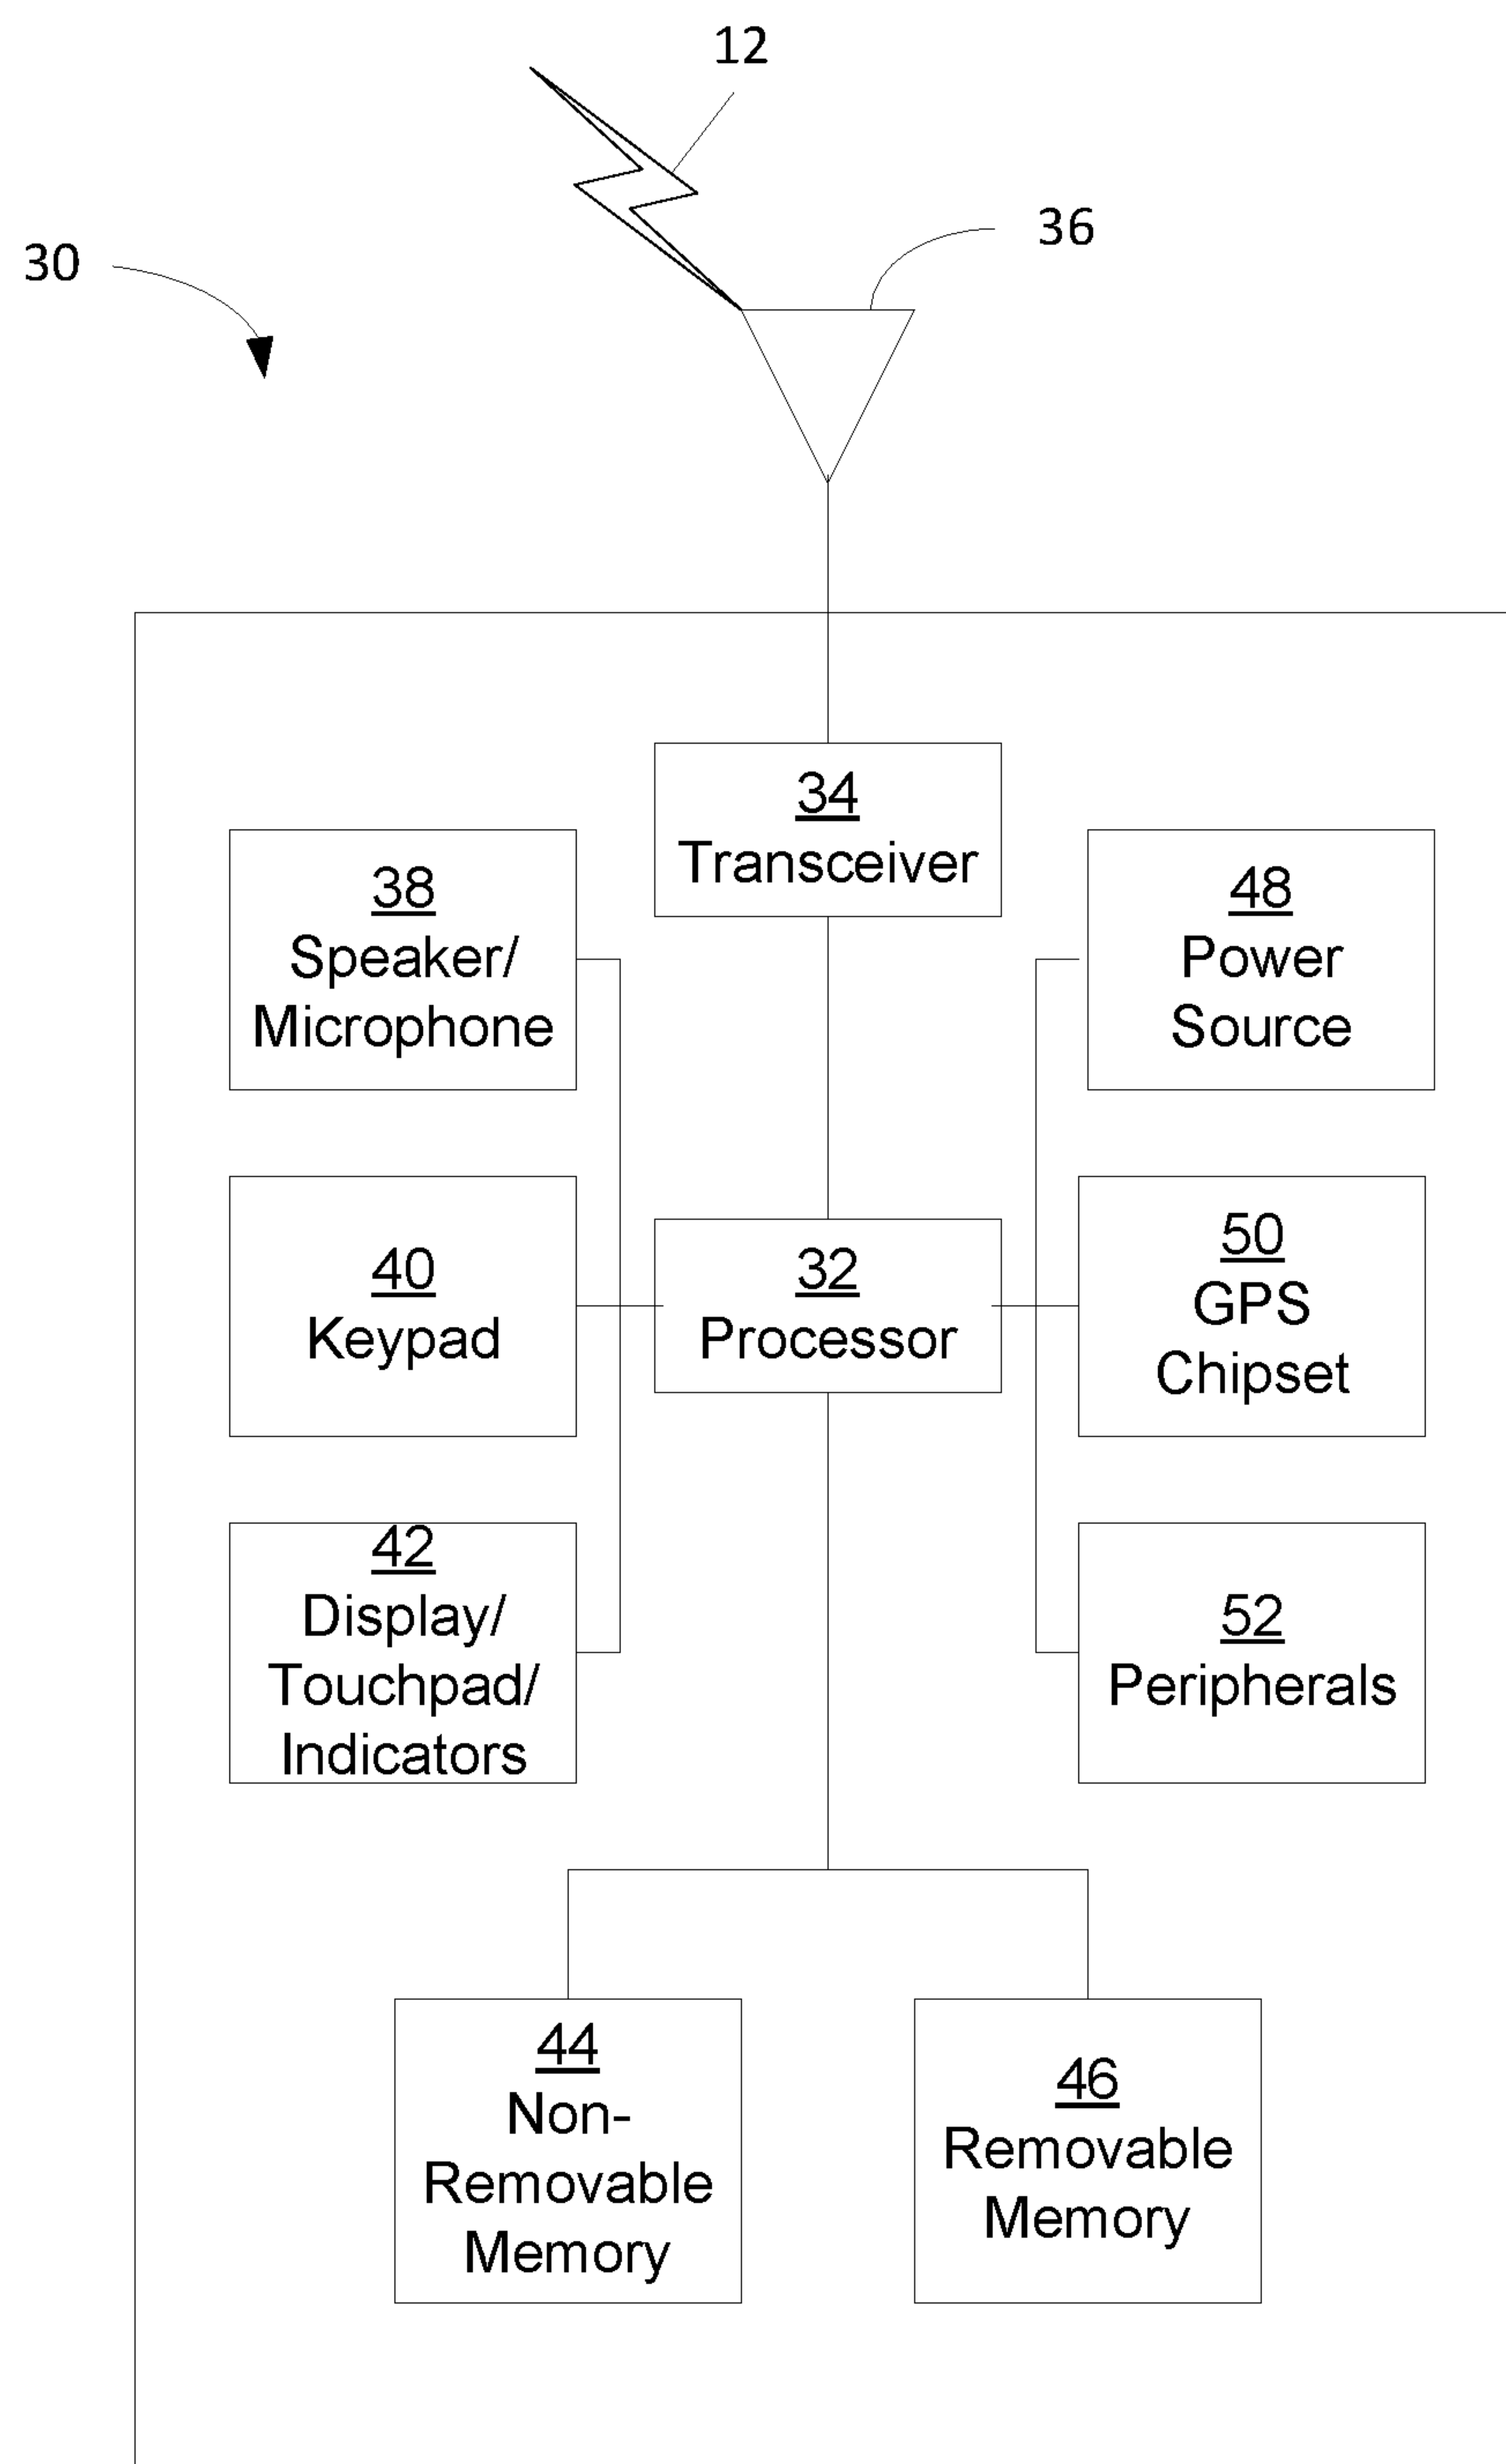 12
36
30
34
Transceiver
38
Speaker/
Microphone
48
Power
Source
40
Keypad
32
Processor
50
GPS
Chipset
42
Display/
Touchpad/
Indicators
52
Peripherals
44
Non-
Removable
Memory
46
Removable
Memory